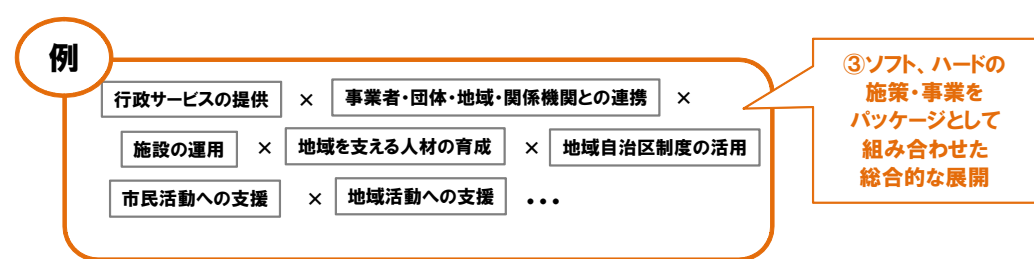 例
行政サービスの提供 × 事業者・団体・地域・関係機関との連携 ×
施設の運用 × 地域を支える人材の育成 × 地域自治区制度の活用
市民活動への支援 × 地域活動への支援 ・・・
③ソフト、ハードの
施策・事業を
パッケージとして
組み合わせた
総合的な展開